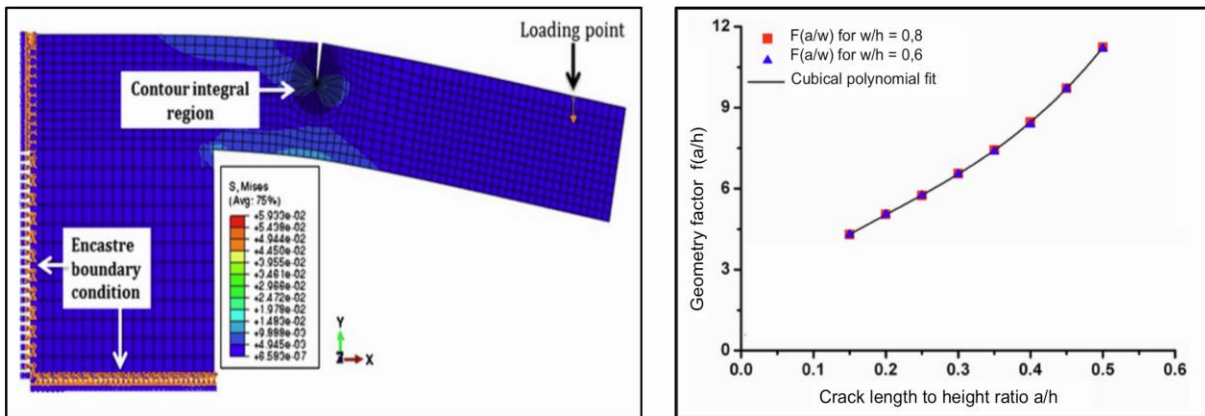 Loading point
Contour integral
region
S, Mises
(Avg: 75%)
+5.933e-02
+5.438e-02
+4.944e-02
+4.450e-02
+3.955e-02
+3.461e-02
+2.966e-02
+2.472e-02
+1.978e-02
+1.483e-02
+9.888e-03
+4.945e-03
+6.593e-07
Encastre
boundary
condition
Y
Z
X
F(a/w) for w/h = 0,8
F(a/w) for w/h = 0,6
Cubical polynomial fit
Geometry factor f(a/h)
12
9
6
3
0
0.0
0.1
0.2
0.3
0.4
0.5
0.6
Crack length to height ratio a/h